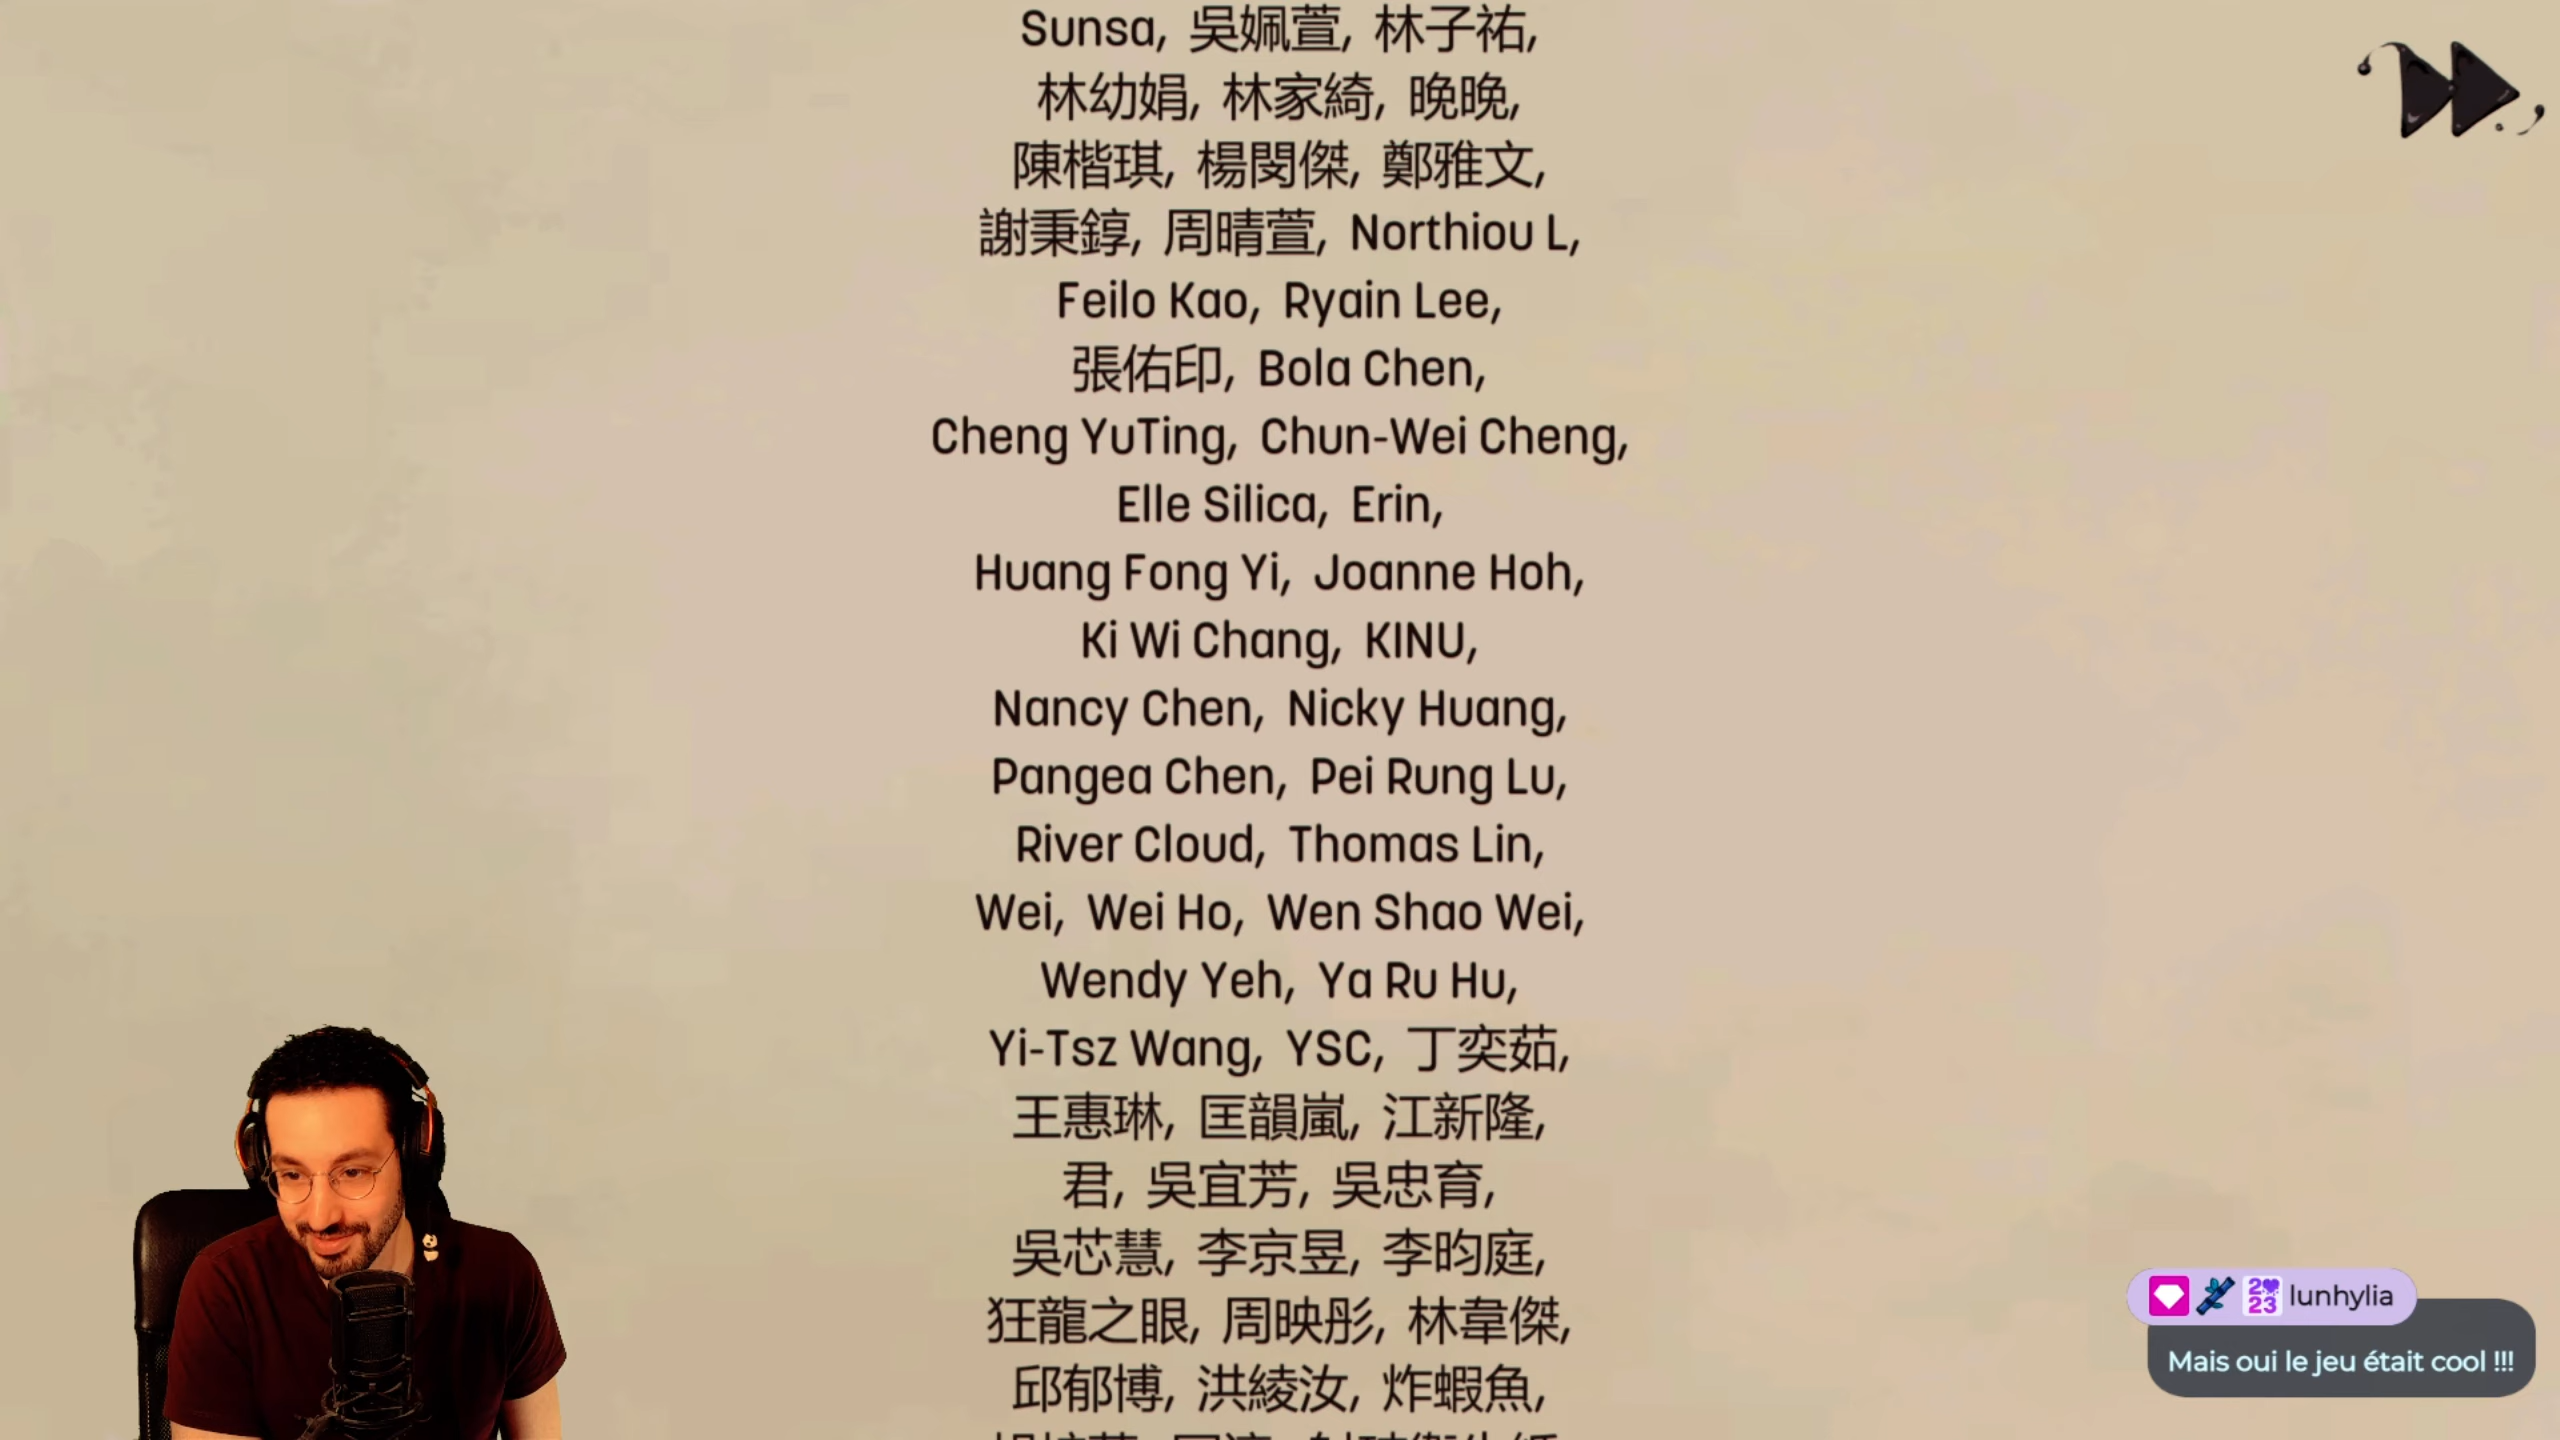 Sunsa, 吳姵萱, 林子祐,
林幼娟, 林家綺, 晚晚,
陳楷琪, 楊閔傑, 鄭雅文,
謝秉錞, 周晴萱, Northiou L,
Feilo Kao, Ryain Lee,
張佑印, Bola Chen,
Cheng YuTing, Chun-Wei Cheng,
Elle Silica, Erin,
Huang Fong Yi, Joanne Hoh,
Ki Wi Chang, KINU,
Nancy Chen, Nicky Huang,
Pangea Chen, Pei Rung Lu,
River Cloud, Thomas Lin,
Wei, Wei Ho, Wen Shao Wei,
Wendy Yeh, Ya Ru Hu,
Yi-Tsz Wang, YSC, 丁奕茹,
王惠琳, 匡韻嵐, 江新隆,
君, 吳宜芳, 吳忠育,
吳芯慧, 李京昱, 李昀庭,
狂龍之眼, 周映彤, 林韋傑,
邱郁博, 洪綾汝, 炸蝦魚,
2023 lunhylia
Mais oui le jeu était cool !!!